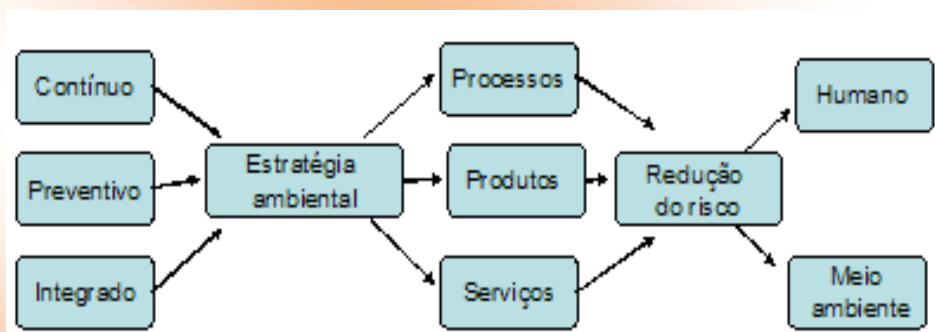 Contínuo
Preventivo
Integrado
Estratégia
ambiental
Processos
Produtos
Serviços
Redução
do risco
Humano
Meio
ambiente